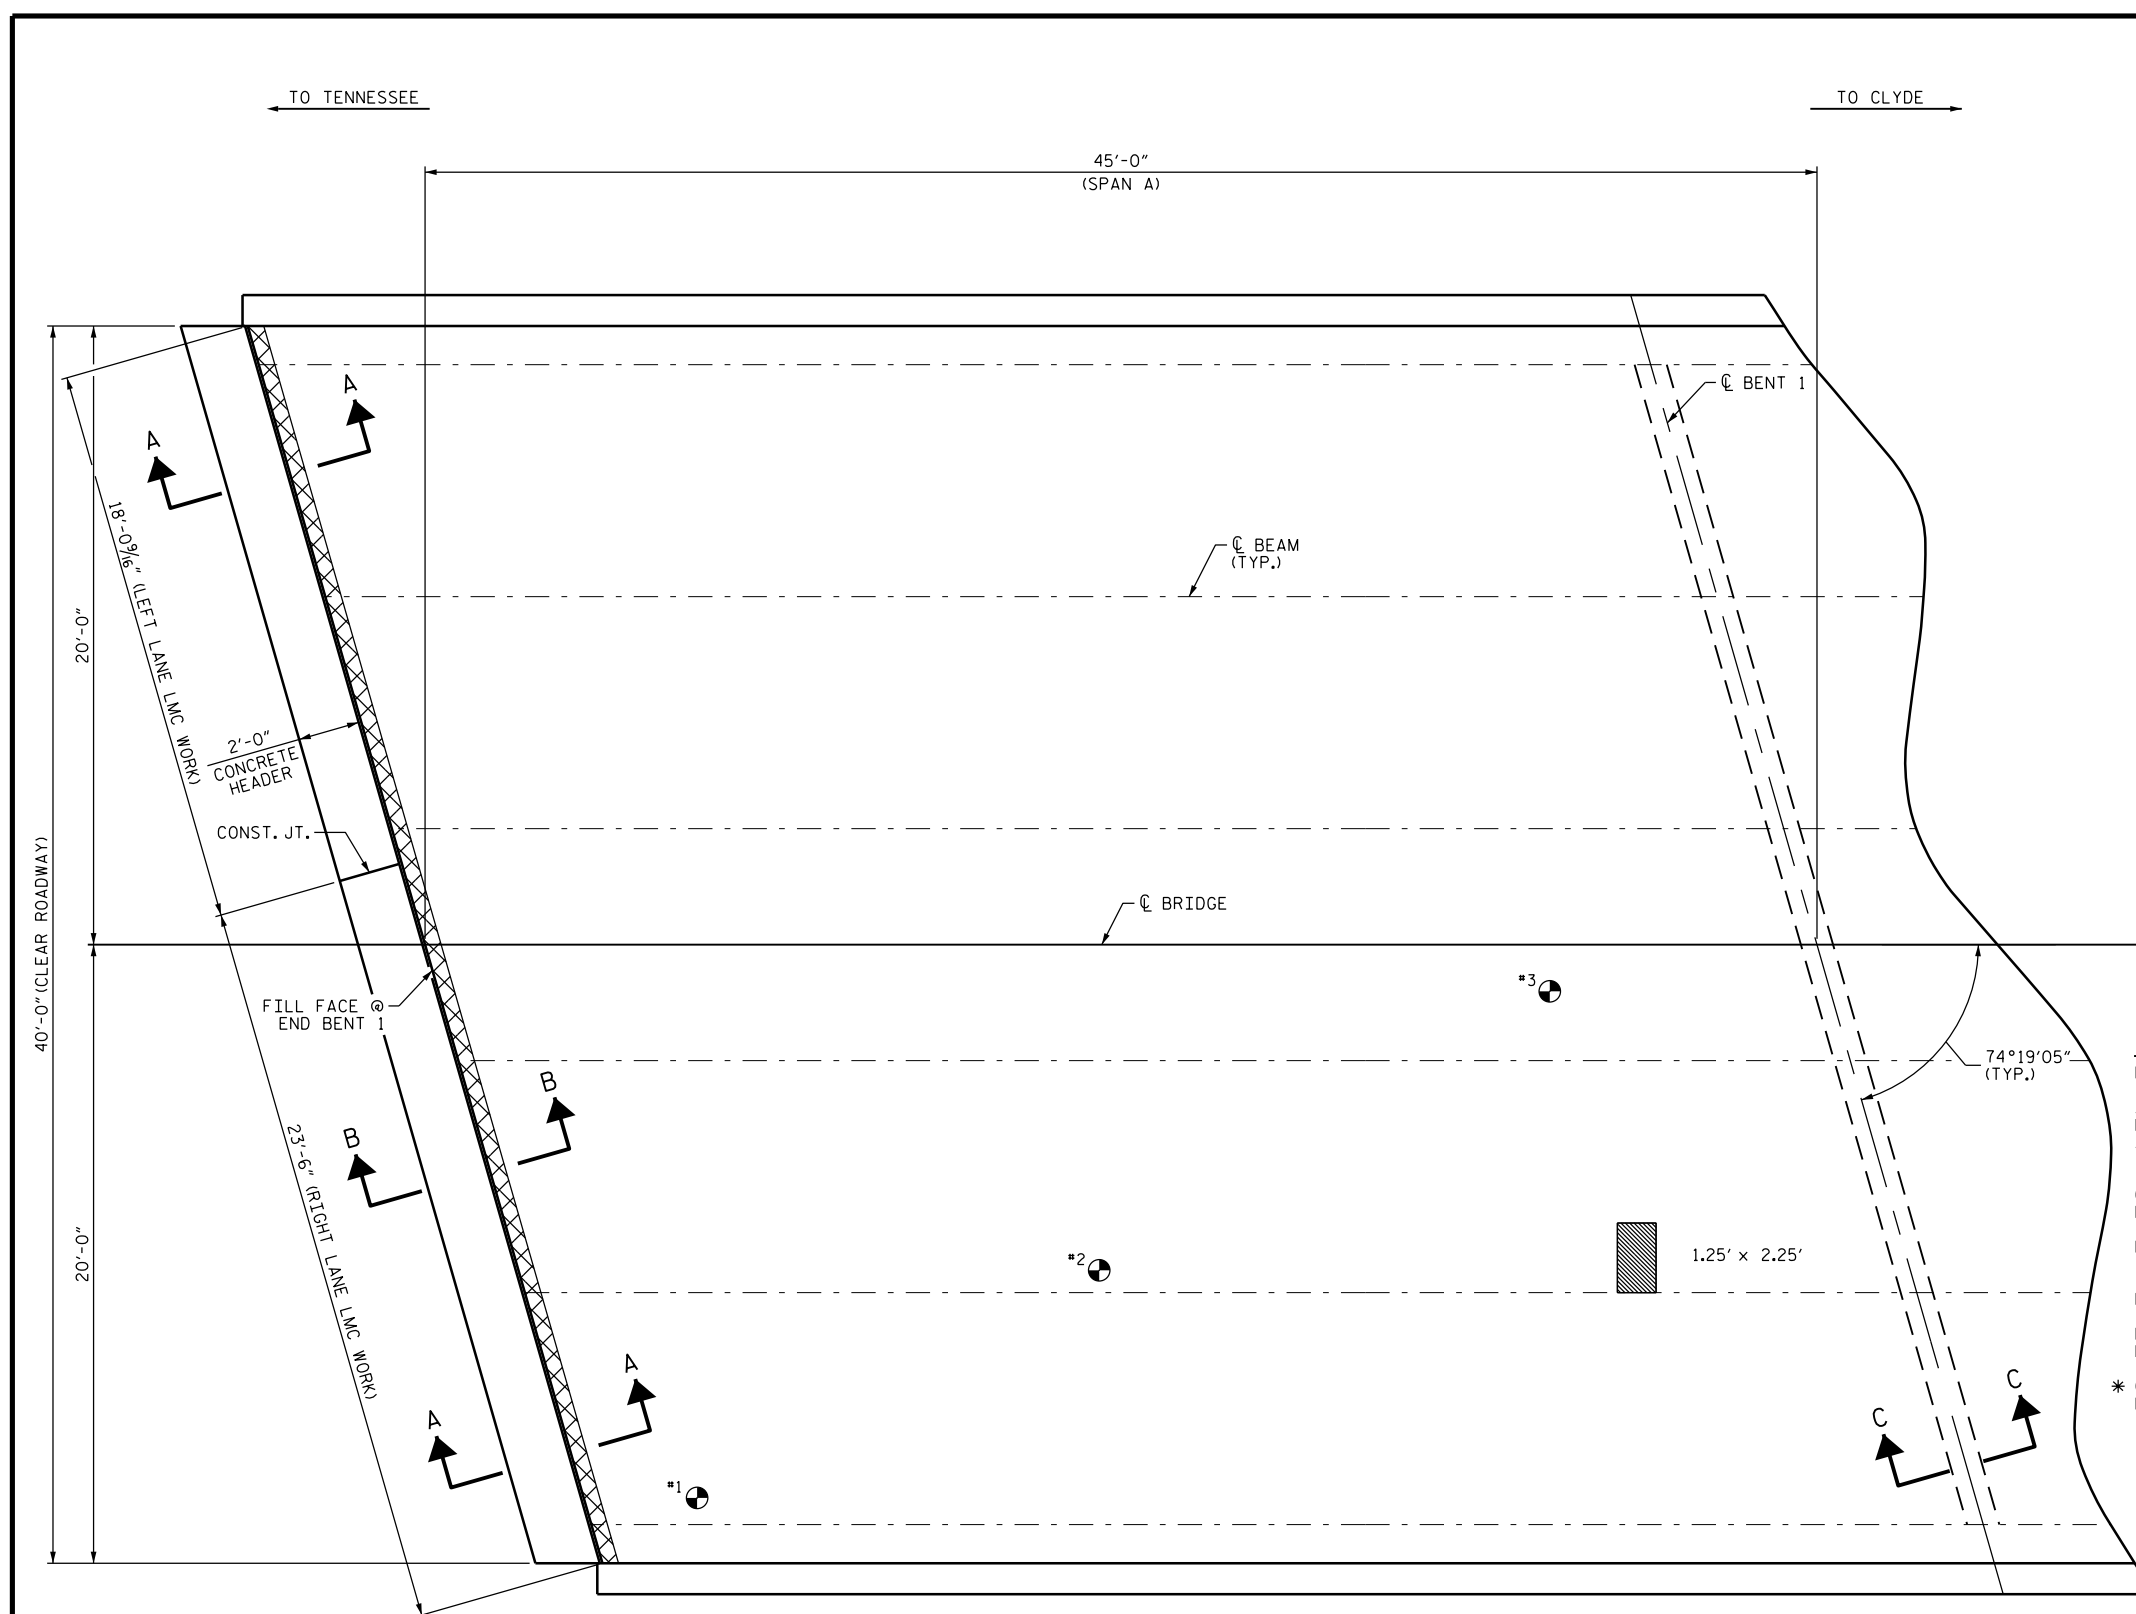 TO TENNESSEE
TO CLYDE
45'-0"
(SPAN A)
℄ BENT 1
A
A
18'-0 9/16" (LEFT LANE LMC WORK)
℄ BEAM
(TYP.)
20'-0"
2'-0"
CONCRETE
HEADER
CONST. JT.
40'-0" (CLEAR ROADWAY)
℄ BRIDGE
#3
FILL FACE @
END BENT 1
74°19'05"
(TYP.)
B
B
23'-6" (RIGHT LANE LMC WORK)
20'-0"
#2
1.25' x 2.25'
A
A
C
C
*
#1